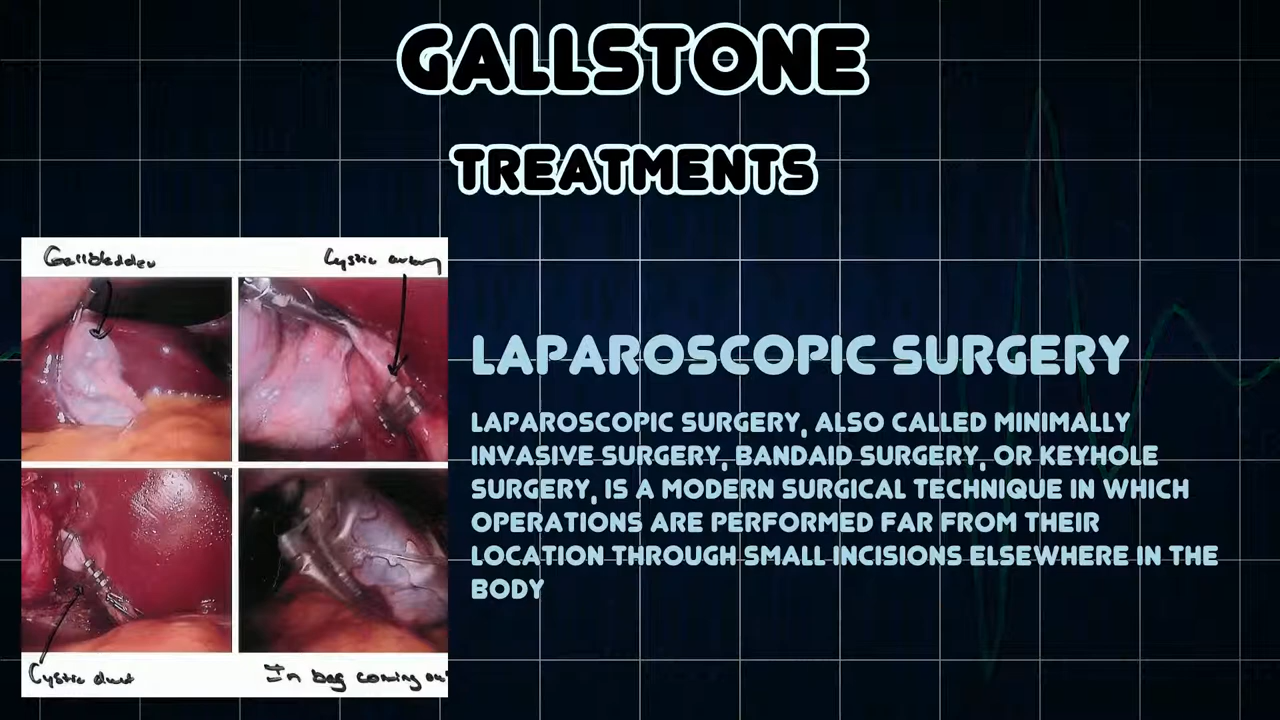 GALLSTONE
TREATMENTS
Gallbladder
Cystic artery
LAPAROSCOPIC SURGERY
LAPAROSCOPIC SURGERY, ALSO CALLED MINIMALLY
INVASIVE SURGERY, BANDAID SURGERY, OR KEYHOLE
SURGERY, IS A MODERN SURGICAL TECHNIQUE IN WHICH
OPERATIONS ARE PERFORMED FAR FROM THEIR
LOCATION THROUGH SMALL INCISIONS ELSEWHERE IN THE
BODY
Cystic duct
In bag coming out